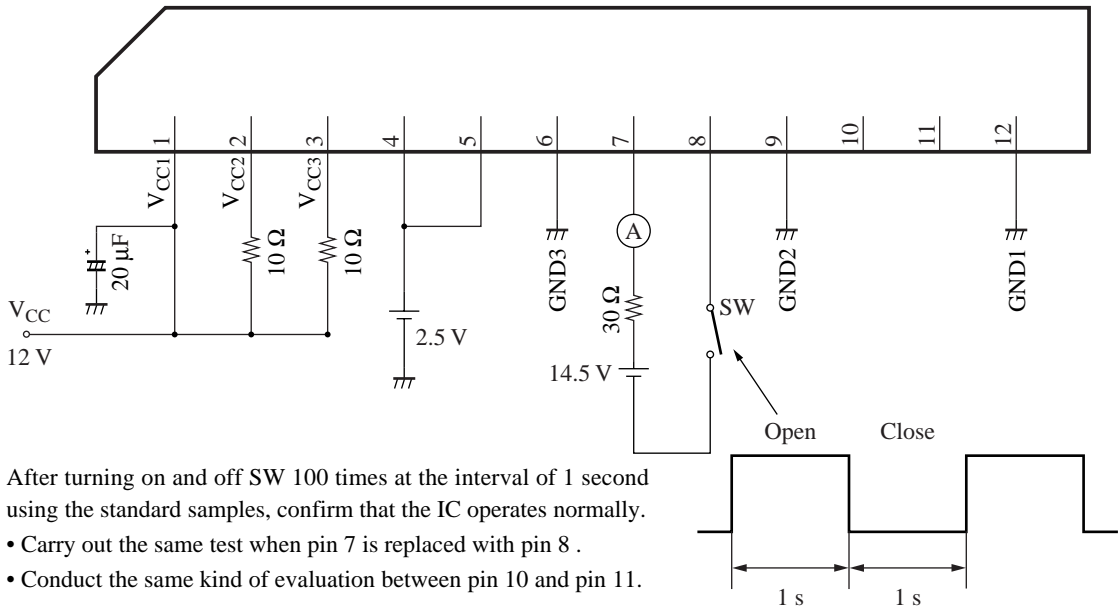 1
2
3
4
5
6
7
8
9
10
11
12
VCC1
VCC2
VCC3
20 μF
+
10 Ω
10 Ω
VCC
12 V
2.5 V
GND3
A
30 Ω
14.5 V
SW
GND2
GND1
Open
Close
After turning on and off SW 100 times at the interval of 1 second
using the standard samples, confirm that the IC operates normally.
• Carry out the same test when pin 7 is replaced with pin 8 .
• Conduct the same kind of evaluation between pin 10 and pin 11.
1 s
1 s